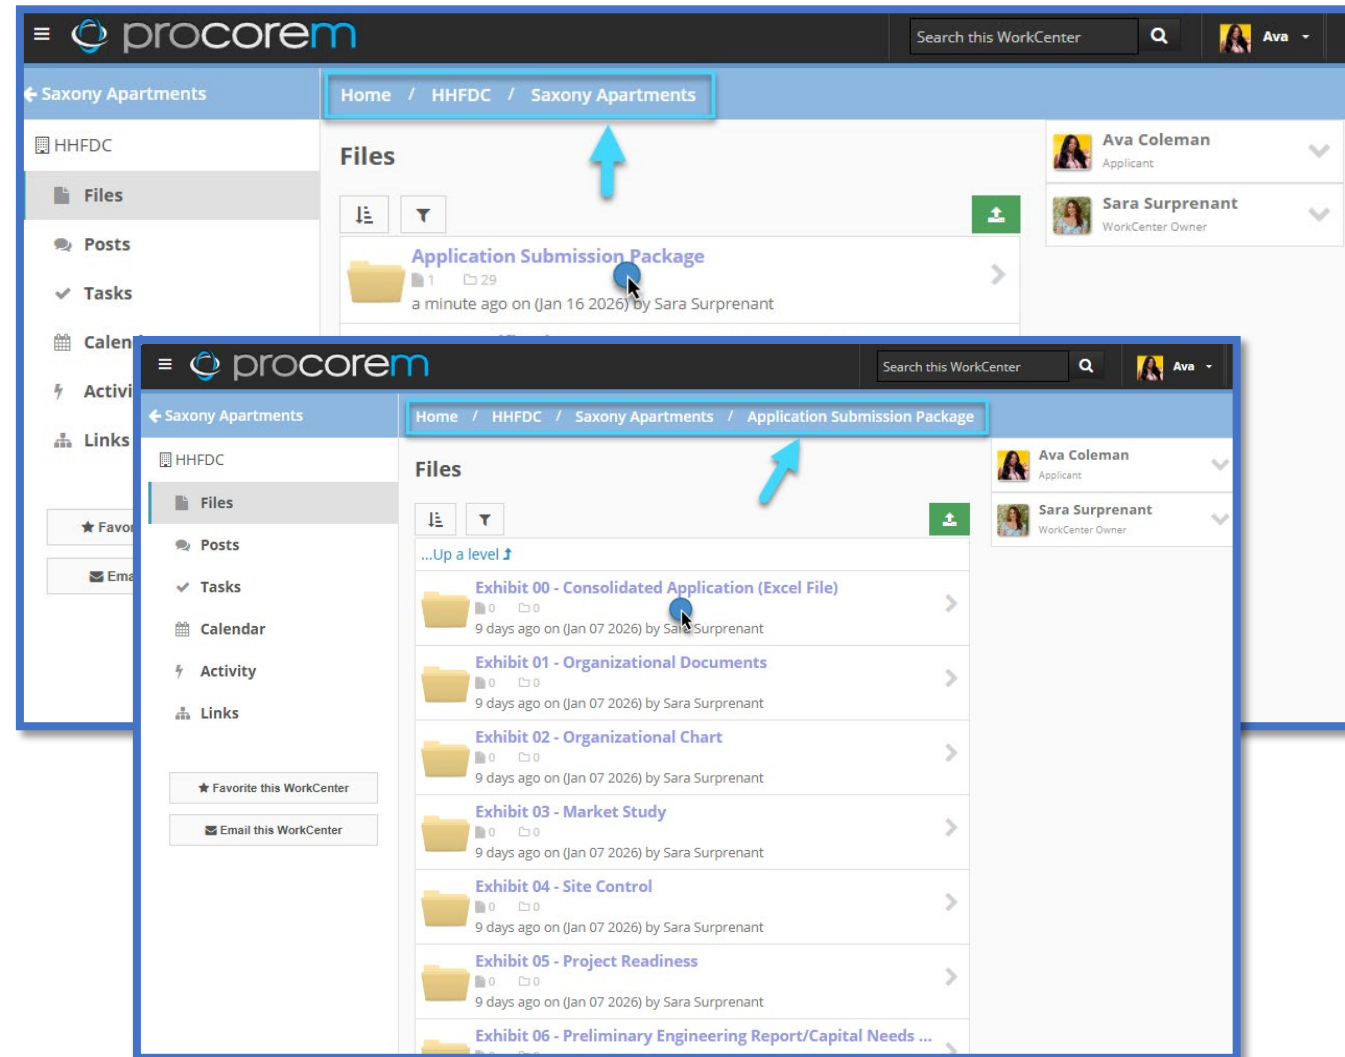 procorem
Search this WorkCenter
Ava
Saxony Apartments
Home / HHFDC / Saxony Apartments
HHFDC
Files
Posts
Tasks
Calen
Activi
Links
Favor
Ema
Files
Application Submission Package
1 29
a minute ago on (Jan 16 2026) by Sara Surprenant
Ava Coleman
Applicant
Sara Surprenant
WorkCenter Owner
procorem
Search this WorkCenter
Ava
Saxony Apartments
Home / HHFDC / Saxony Apartments / Application Submission Package
HHFDC
Files
Posts
Tasks
Calendar
Activity
Links
Favorite this WorkCenter
Email this WorkCenter
Files
...Up a level
Exhibit 00 - Consolidated Application (Excel File)
0 0
9 days ago on (Jan 07 2026) by Sara Surprenant
Exhibit 01 - Organizational Documents
0 0
9 days ago on (Jan 07 2026) by Sara Surprenant
Exhibit 02 - Organizational Chart
0 0
9 days ago on (Jan 07 2026) by Sara Surprenant
Exhibit 03 - Market Study
0 0
9 days ago on (Jan 07 2026) by Sara Surprenant
Exhibit 04 - Site Control
0 0
9 days ago on (Jan 07 2026) by Sara Surprenant
Exhibit 05 - Project Readiness
0 0
9 days ago on (Jan 07 2026) by Sara Surprenant
Exhibit 06 - Preliminary Engineering Report/Capital Needs ...
Ava Coleman
Applicant
Sara Surprenant
WorkCenter Owner